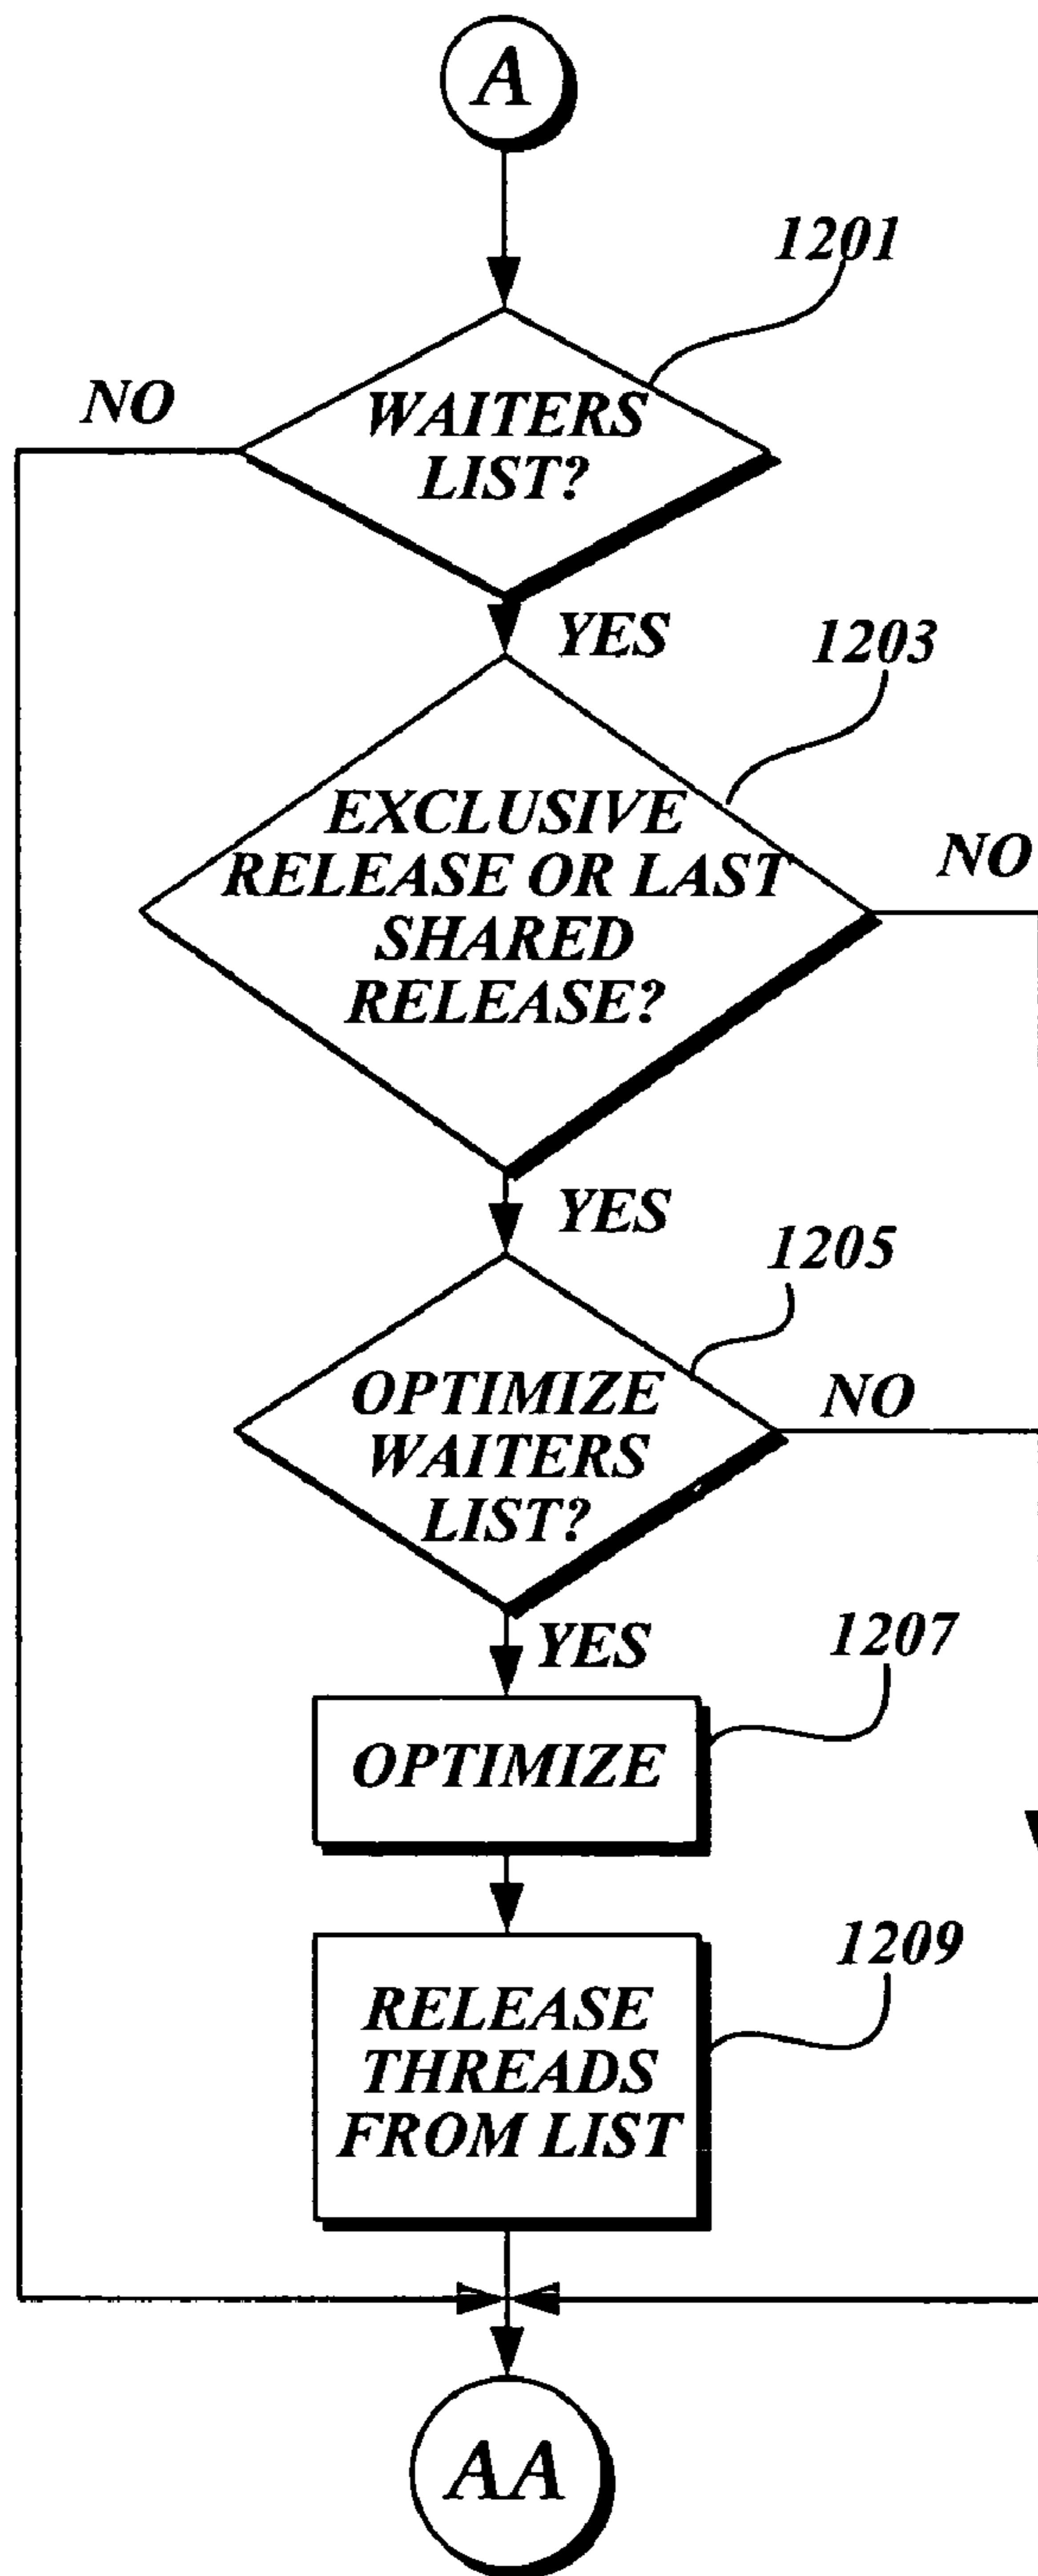 A
1201
NO
WAITERS
LIST?
YES
1203
EXCLUSIVE
RELEASE OR LAST
SHARED
RELEASE?
NO
YES
1205
OPTIMIZE
WAITERS
LIST?
NO
YES
1207
OPTIMIZE
1209
RELEASE
THREADS
FROM LIST
AA